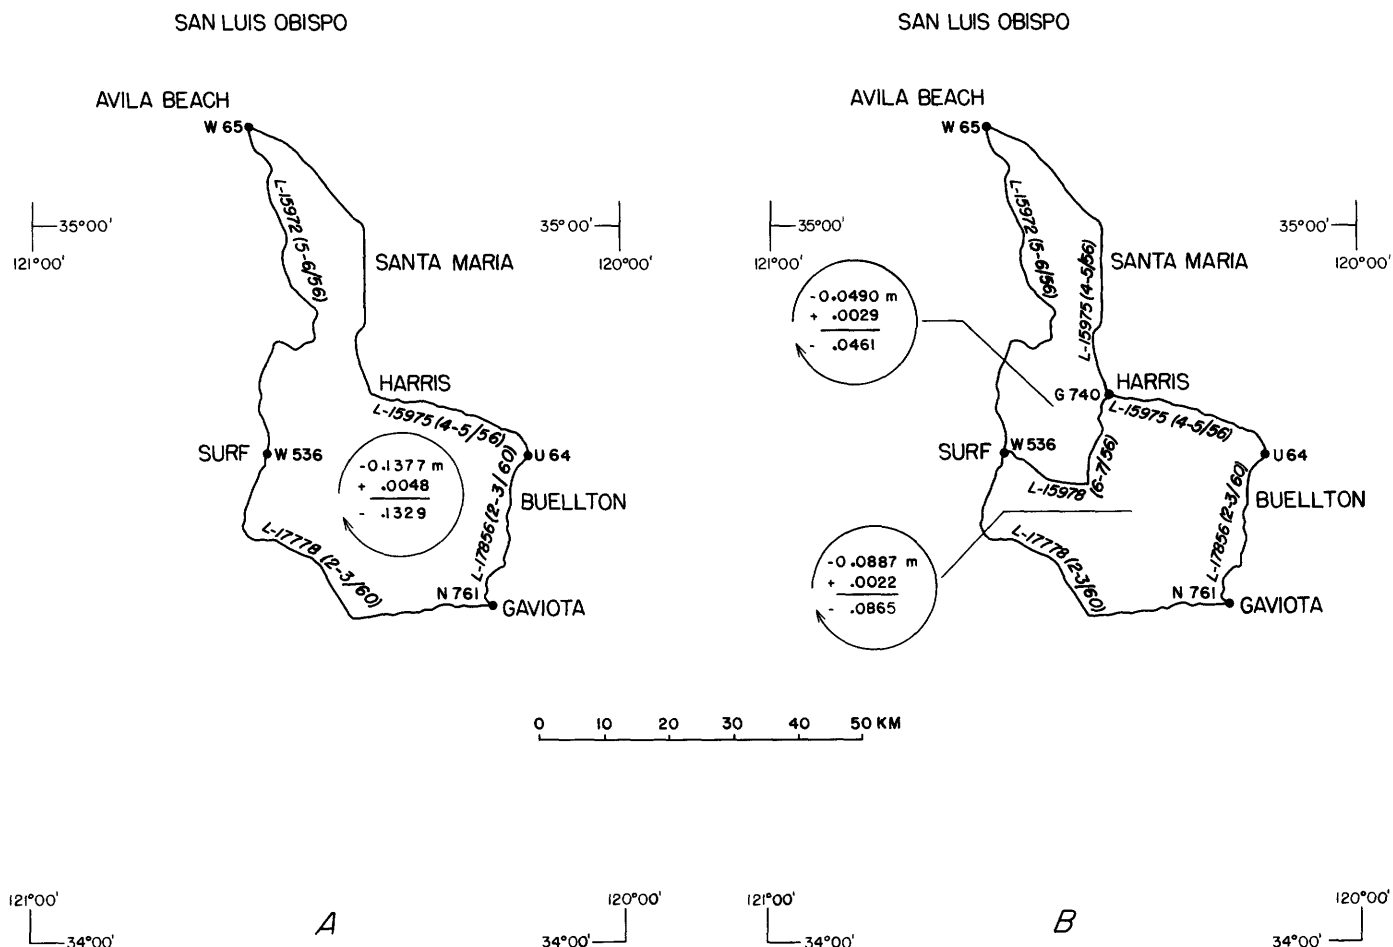 SAN LUIS OBISPO
AVILA BEACH
W 65
L-15972 (5-6/56)
35°00'
121°00'
35°00'
120°00'
SANTA MARIA
HARRIS
L-15975 (4-5/56)
SURF
W 536
-0.1377 m
+ .0048
- .1329
U 64
BUELLTON
L-17856 (2-3/60)
L-17778 (2-3/60)
N 761
GAVIOTA
121°00'
34°00'
A
120°00'
34°00'
SAN LUIS OBISPO
AVILA BEACH
W 65
L-15972 (5-6/56)
L-15975 (4-5/56)
121°00'
SANTA MARIA
35°00'
120°00'
-0.0490 m
+ .0029
- .0461
G 740
HARRIS
L-15975 (4-5/56)
SURF
W 536
L-15978
(6-7/56)
U 64
BUELLTON
L-17856 (2-3/60)
L-17778 (2-3/60)
-0.0887 m
+ .0022
- .0865
N 761
GAVIOTA
0 10 20 30 40 50 KM
121°00'
34°00'
B
120°00'
34°00'
35°00'